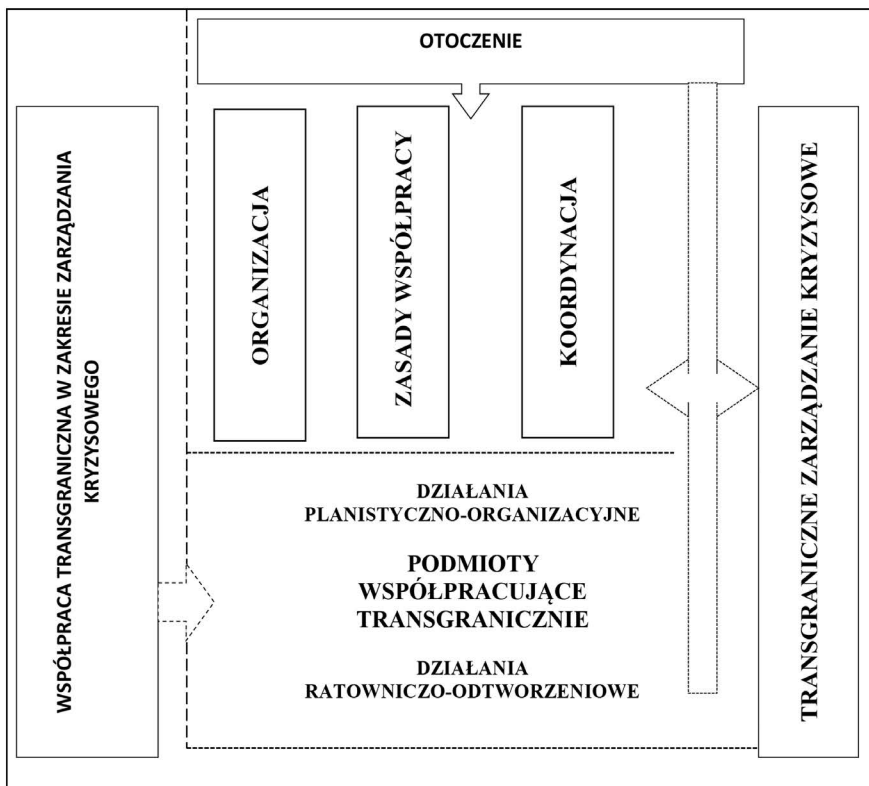 OTOCZENIE
WSPÓŁPRACA TRANSGRANICZNA W ZAKRESIE ZARZĄDZANIA
KRYZYSOWEGO
ORGANIZACJA
ZASADY WSPÓŁPRACY
KOORDYNACJA
TRANSGRANICZNE ZARZĄDZANIE KRYZYSOWE
DZIAŁANIA
PLANISTYCZNO-ORGANIZACYJNE
PODMIOTY
WSPÓŁPRACUJĄCE
TRANSGRANICZNIE
DZIAŁANIA
RATOWNICZO-ODTWORZENIOWE